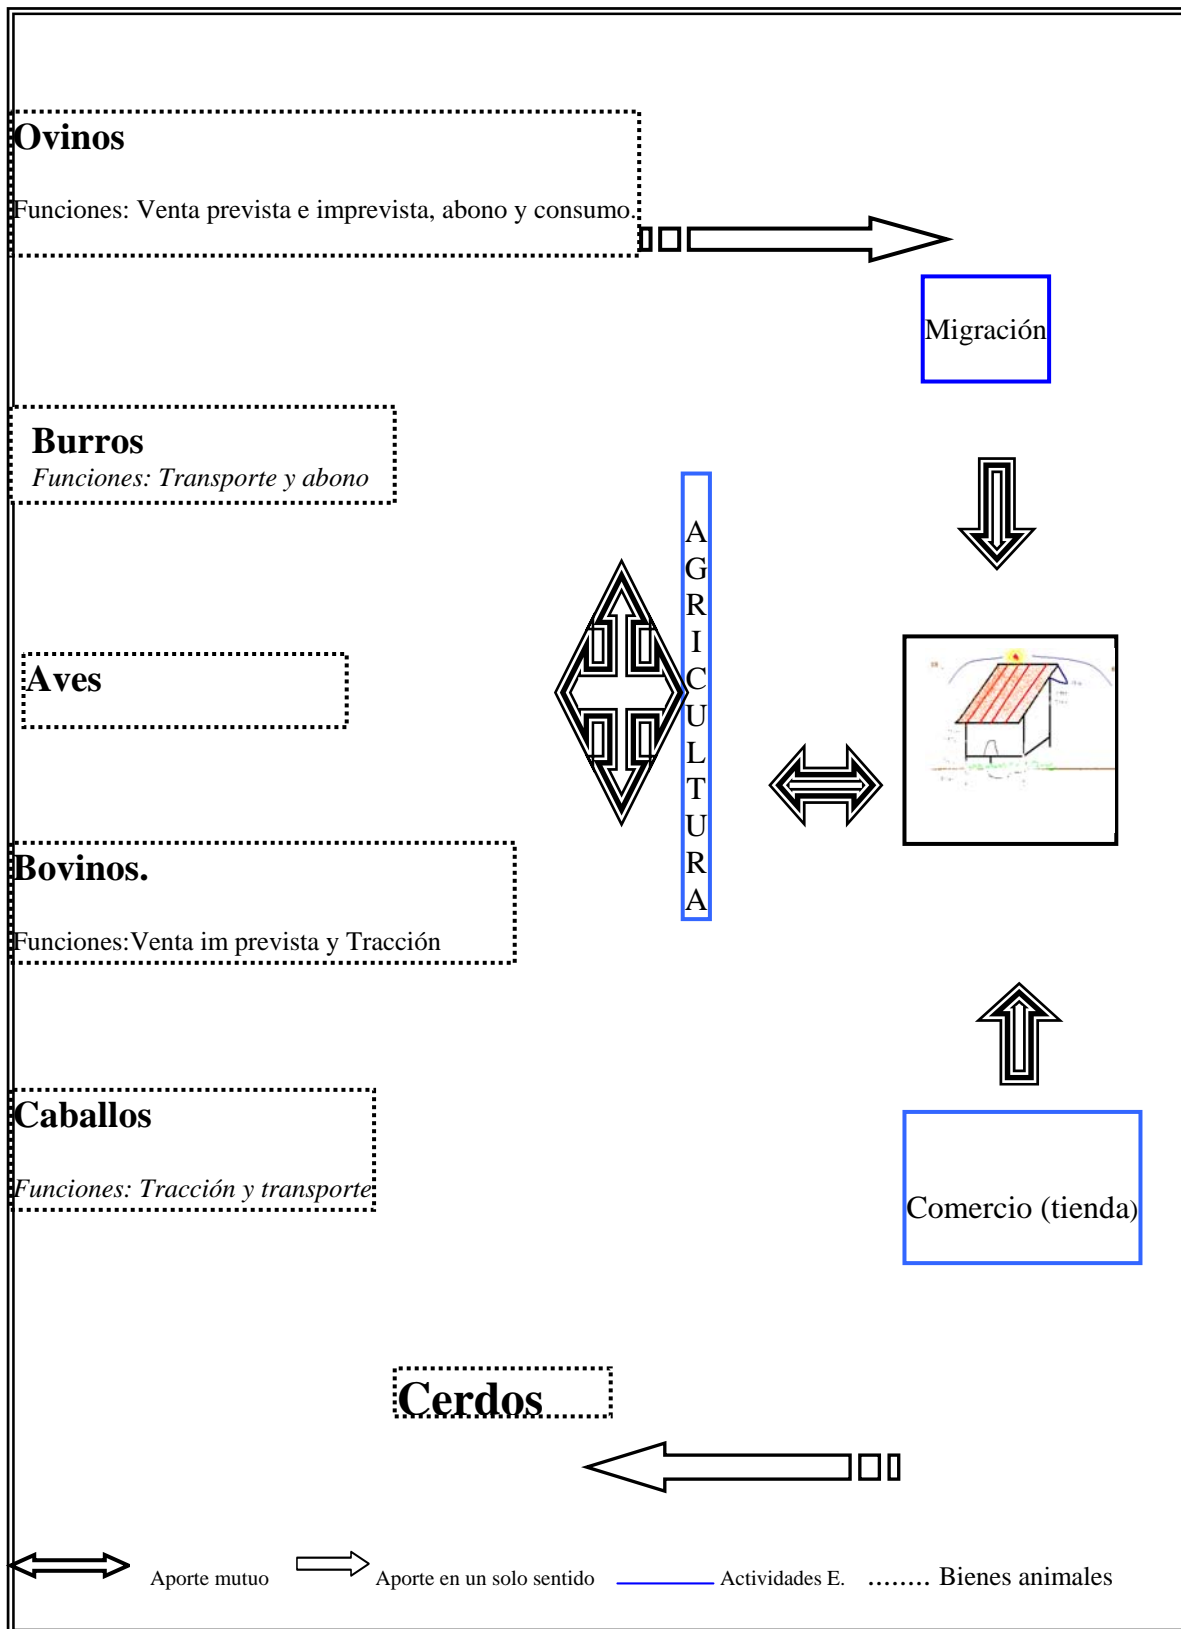 Ovinos
Funciones: Venta prevista e imprevista, abono y consumo.
Migración
Burros
Funciones: Transporte y abono
AGRICULTURA
Aves
Bovinos.
Funciones:Venta im prevista y Tracción
Caballos
Funciones: Tracción y transporte
Comercio (tienda)
Cerdos
Aporte mutuo Aporte en un solo sentido Actividades E. ........ Bienes animales